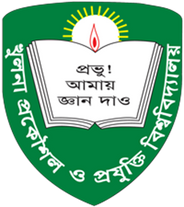 প্রভু!
আমায়
জ্ঞান দাও
খুলনা প্রকৌশল ও প্রযুক্তি বিশ্ববিদ্যালয়